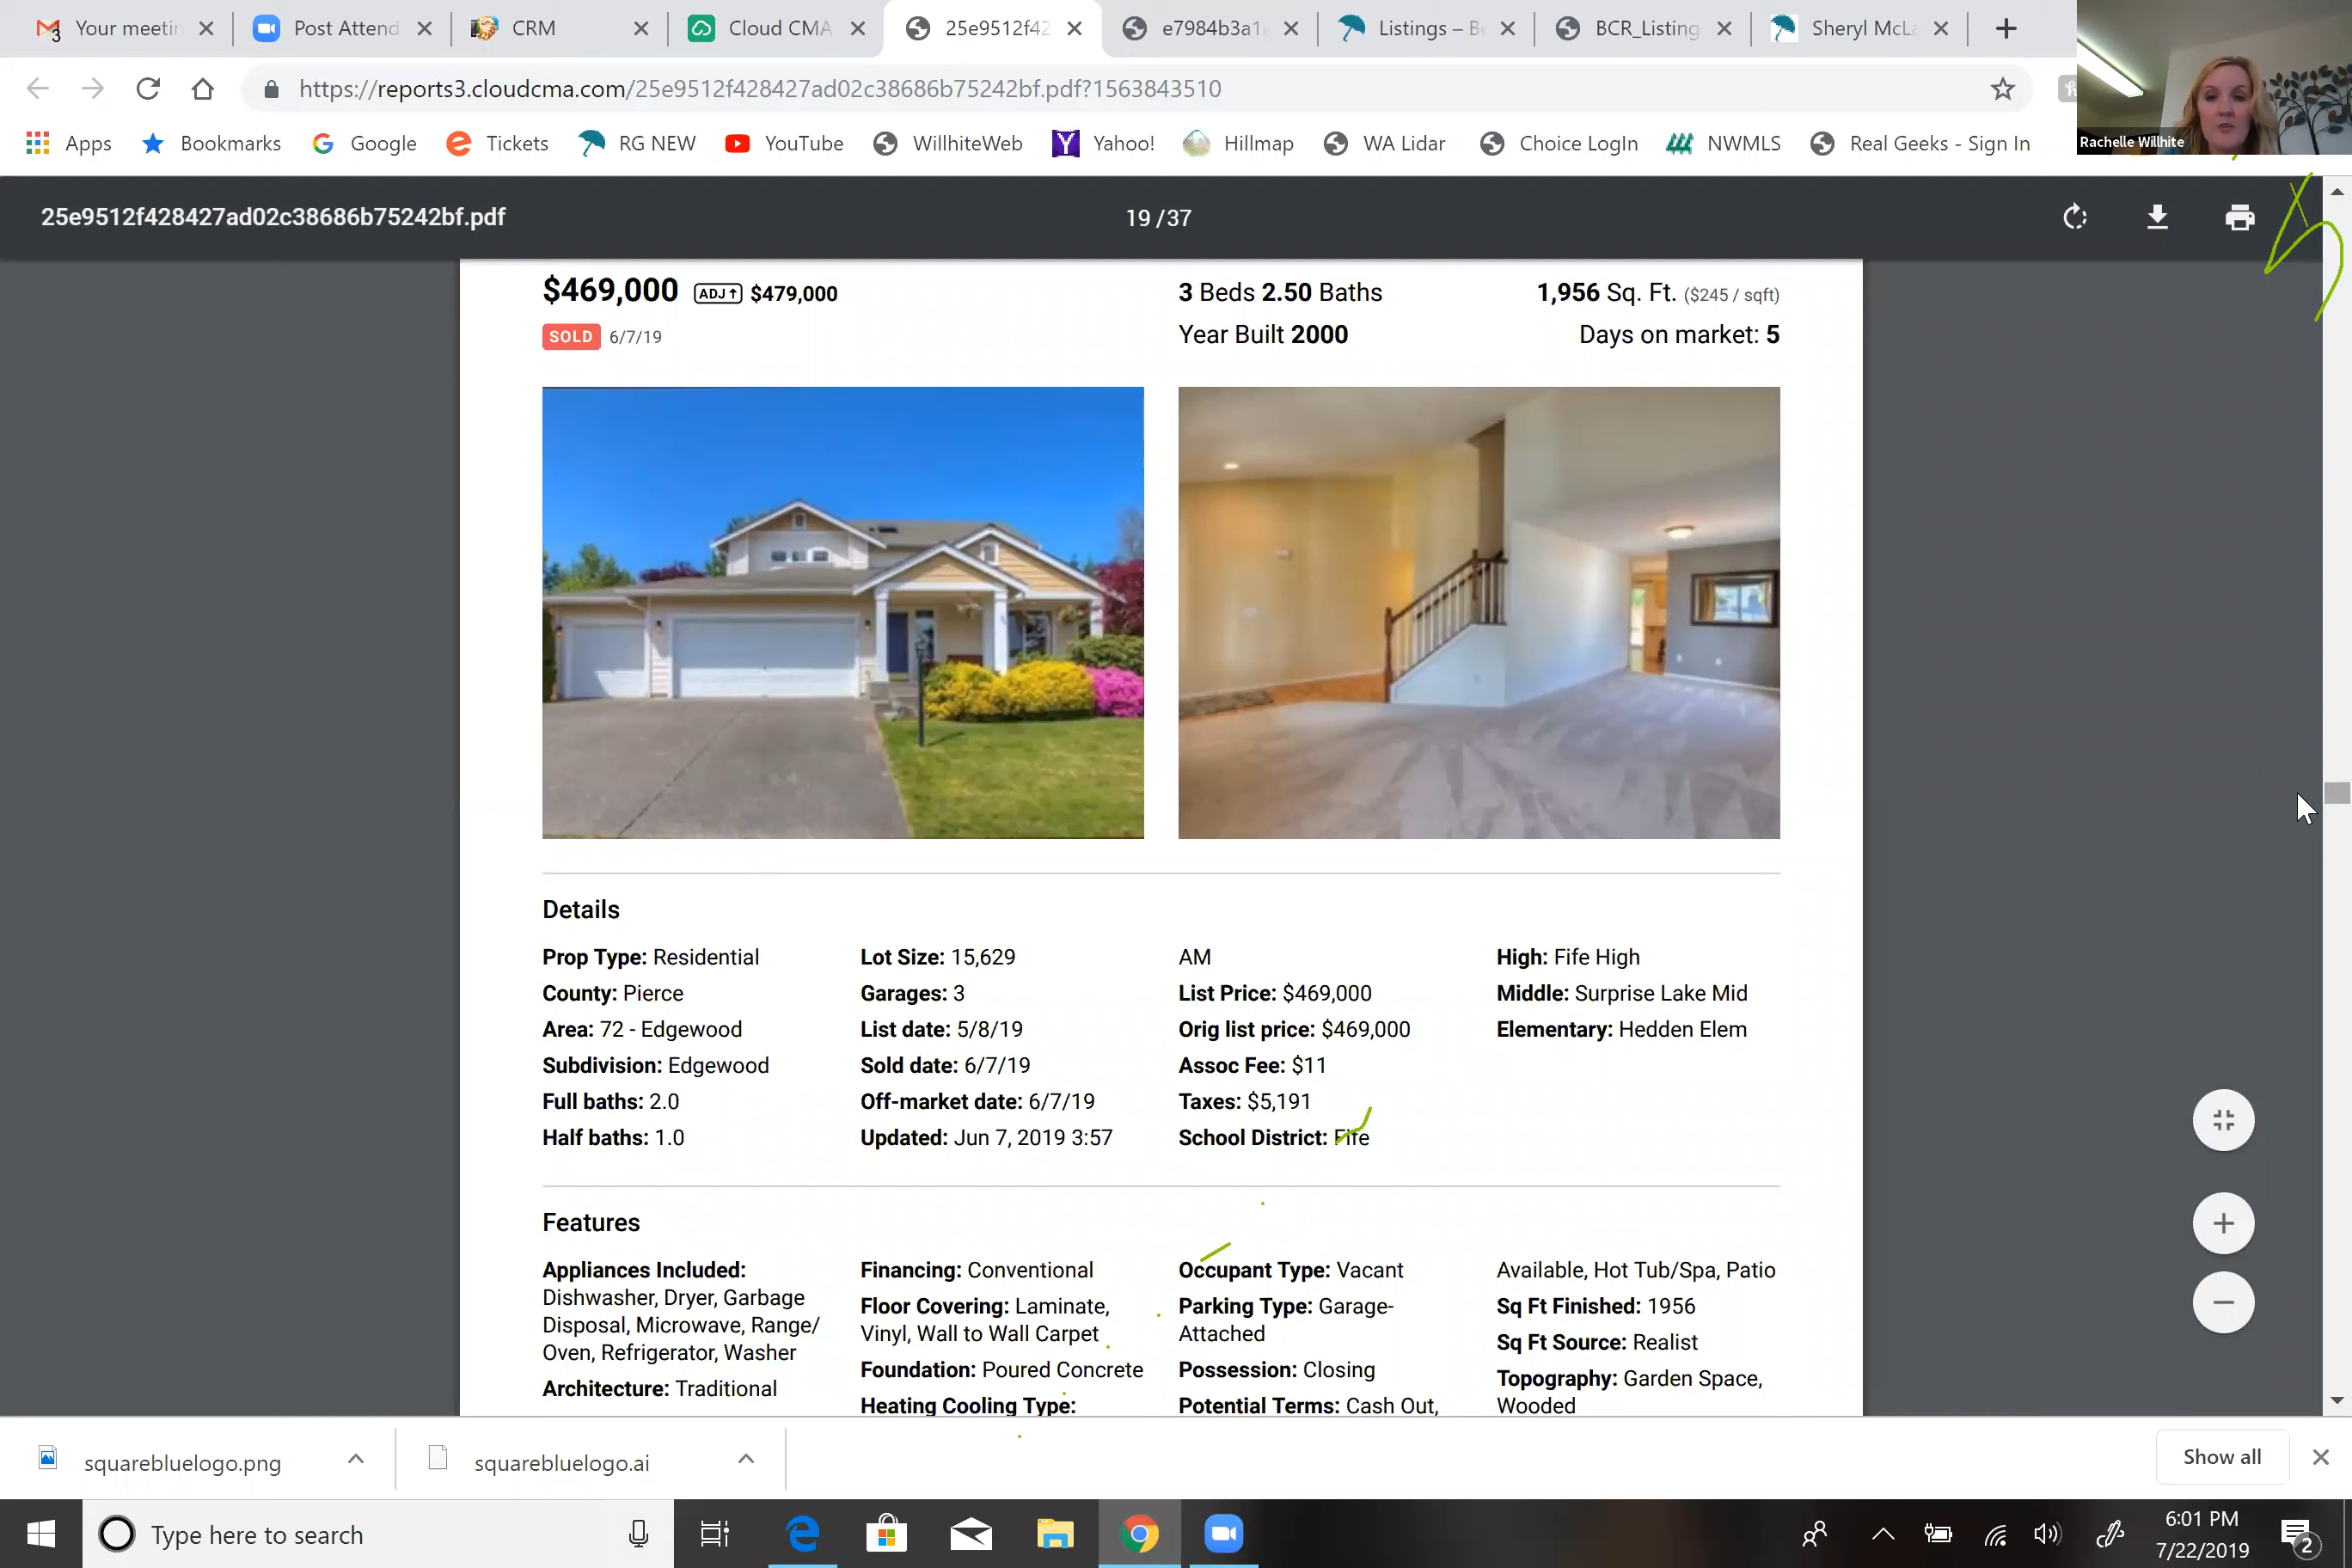 Your meetin
Post Attend
CRM
Cloud CMA
25e9512f42
e7984b3a1
Listings – Be
BCR_Listing
Sheryl McLa
https://reports3.cloudcma.com/25e9512f428427ad02c38686b75242bf.pdf?1563843510
Apps Bookmarks Google Tickets RG NEW YouTube WillhiteWeb Yahoo! Hillmap WA Lidar Choice LogIn NWMLS Real Geeks - Sign In
Rachelle Willhite
25e9512f428427ad02c38686b75242bf.pdf 19 / 37
$469,000 ADJ↑ $479,000
SOLD 6/7/19
3 Beds 2.50 Baths
Year Built 2000
1,956 Sq. Ft. ($245 / sqft)
Days on market: 5
Details
Prop Type: Residential
County: Pierce
Area: 72 - Edgewood
Subdivision: Edgewood
Full baths: 2.0
Half baths: 1.0
Lot Size: 15,629
Garages: 3
List date: 5/8/19
Sold date: 6/7/19
Off-market date: 6/7/19
Updated: Jun 7, 2019 3:57
AM
List Price: $469,000
Orig list price: $469,000
Assoc Fee: $11
Taxes: $5,191
School District: Fife
High: Fife High
Middle: Surprise Lake Mid
Elementary: Hedden Elem
Features
Appliances Included:
Dishwasher, Dryer, Garbage
Disposal, Microwave, Range/
Oven, Refrigerator, Washer
Architecture: Traditional
Financing: Conventional
Floor Covering: Laminate,
Vinyl, Wall to Wall Carpet
Foundation: Poured Concrete
Heating Cooling Type:
Occupant Type: Vacant
Parking Type: Garage-
Attached
Possession: Closing
Potential Terms: Cash Out,
Available, Hot Tub/Spa, Patio
Sq Ft Finished: 1956
Sq Ft Source: Realist
Topography: Garden Space,
Wooded
squarebluelogo.png
squarebluelogo.ai
Show all
Type here to search
6:01 PM
7/22/2019
2